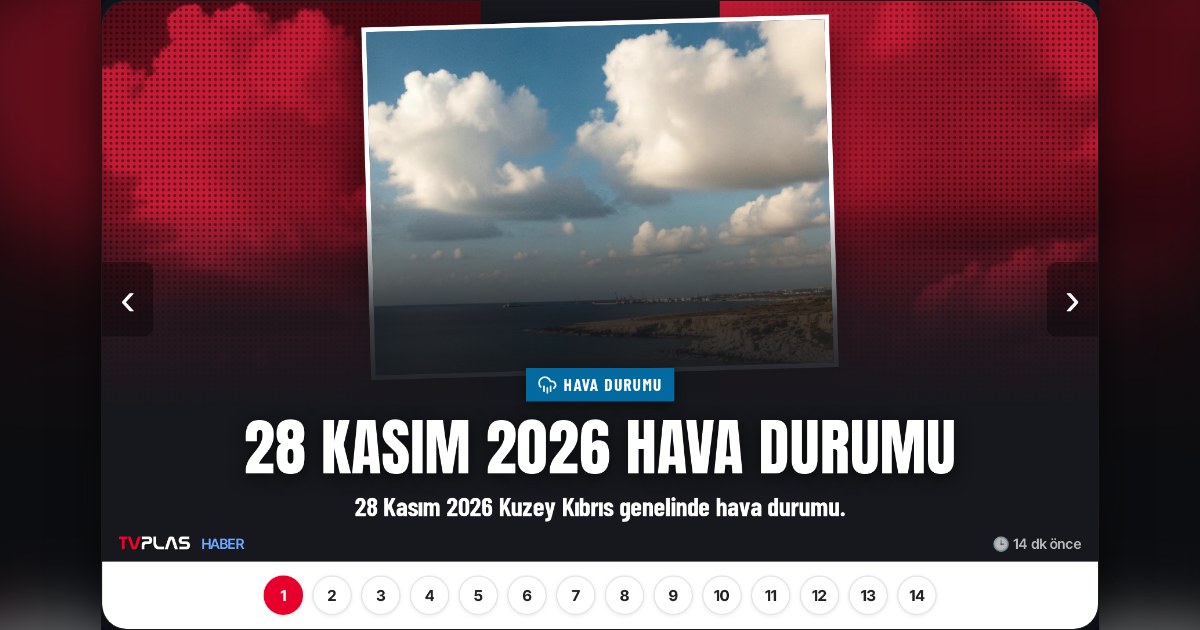 HAVA DURUMU
28 KASIM 2026 HAVA DURUMU
28 Kasım 2026 Kuzey Kıbrıs genelinde hava durumu.
TVPLAS HABER
14 dk önce
1 2 3 4 5 6 7 8 9 10 11 12 13 14